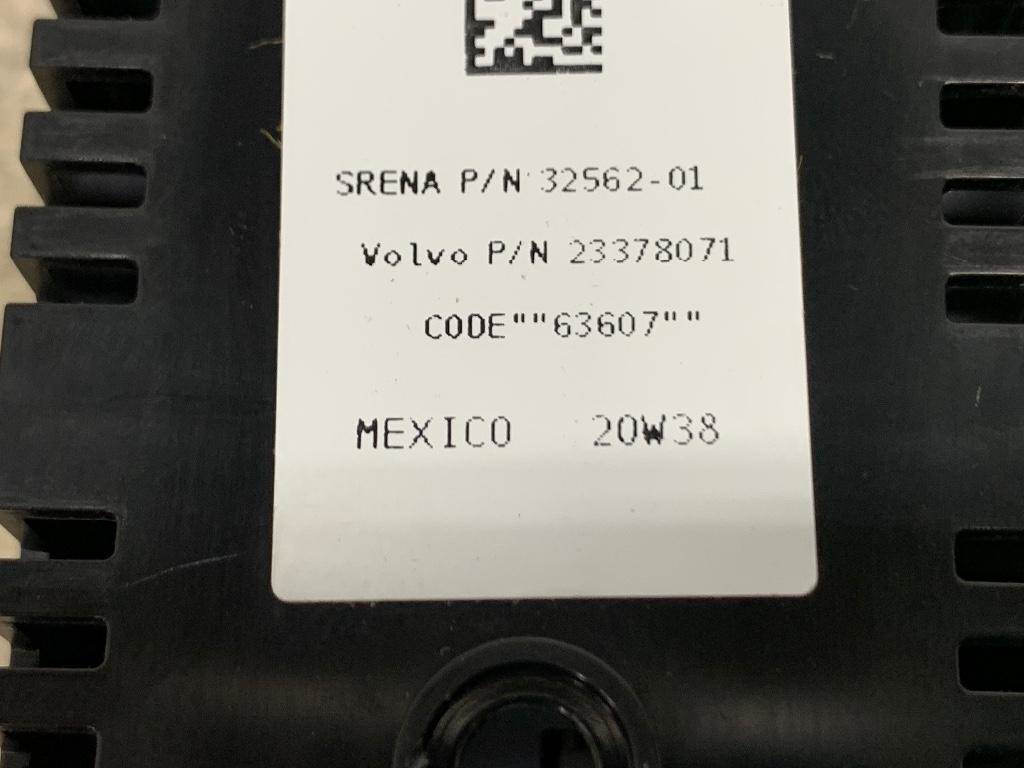 SRENA P/N 32562-01
Volvo P/N 23378071
CODE""63607""
MEXICO 20W38